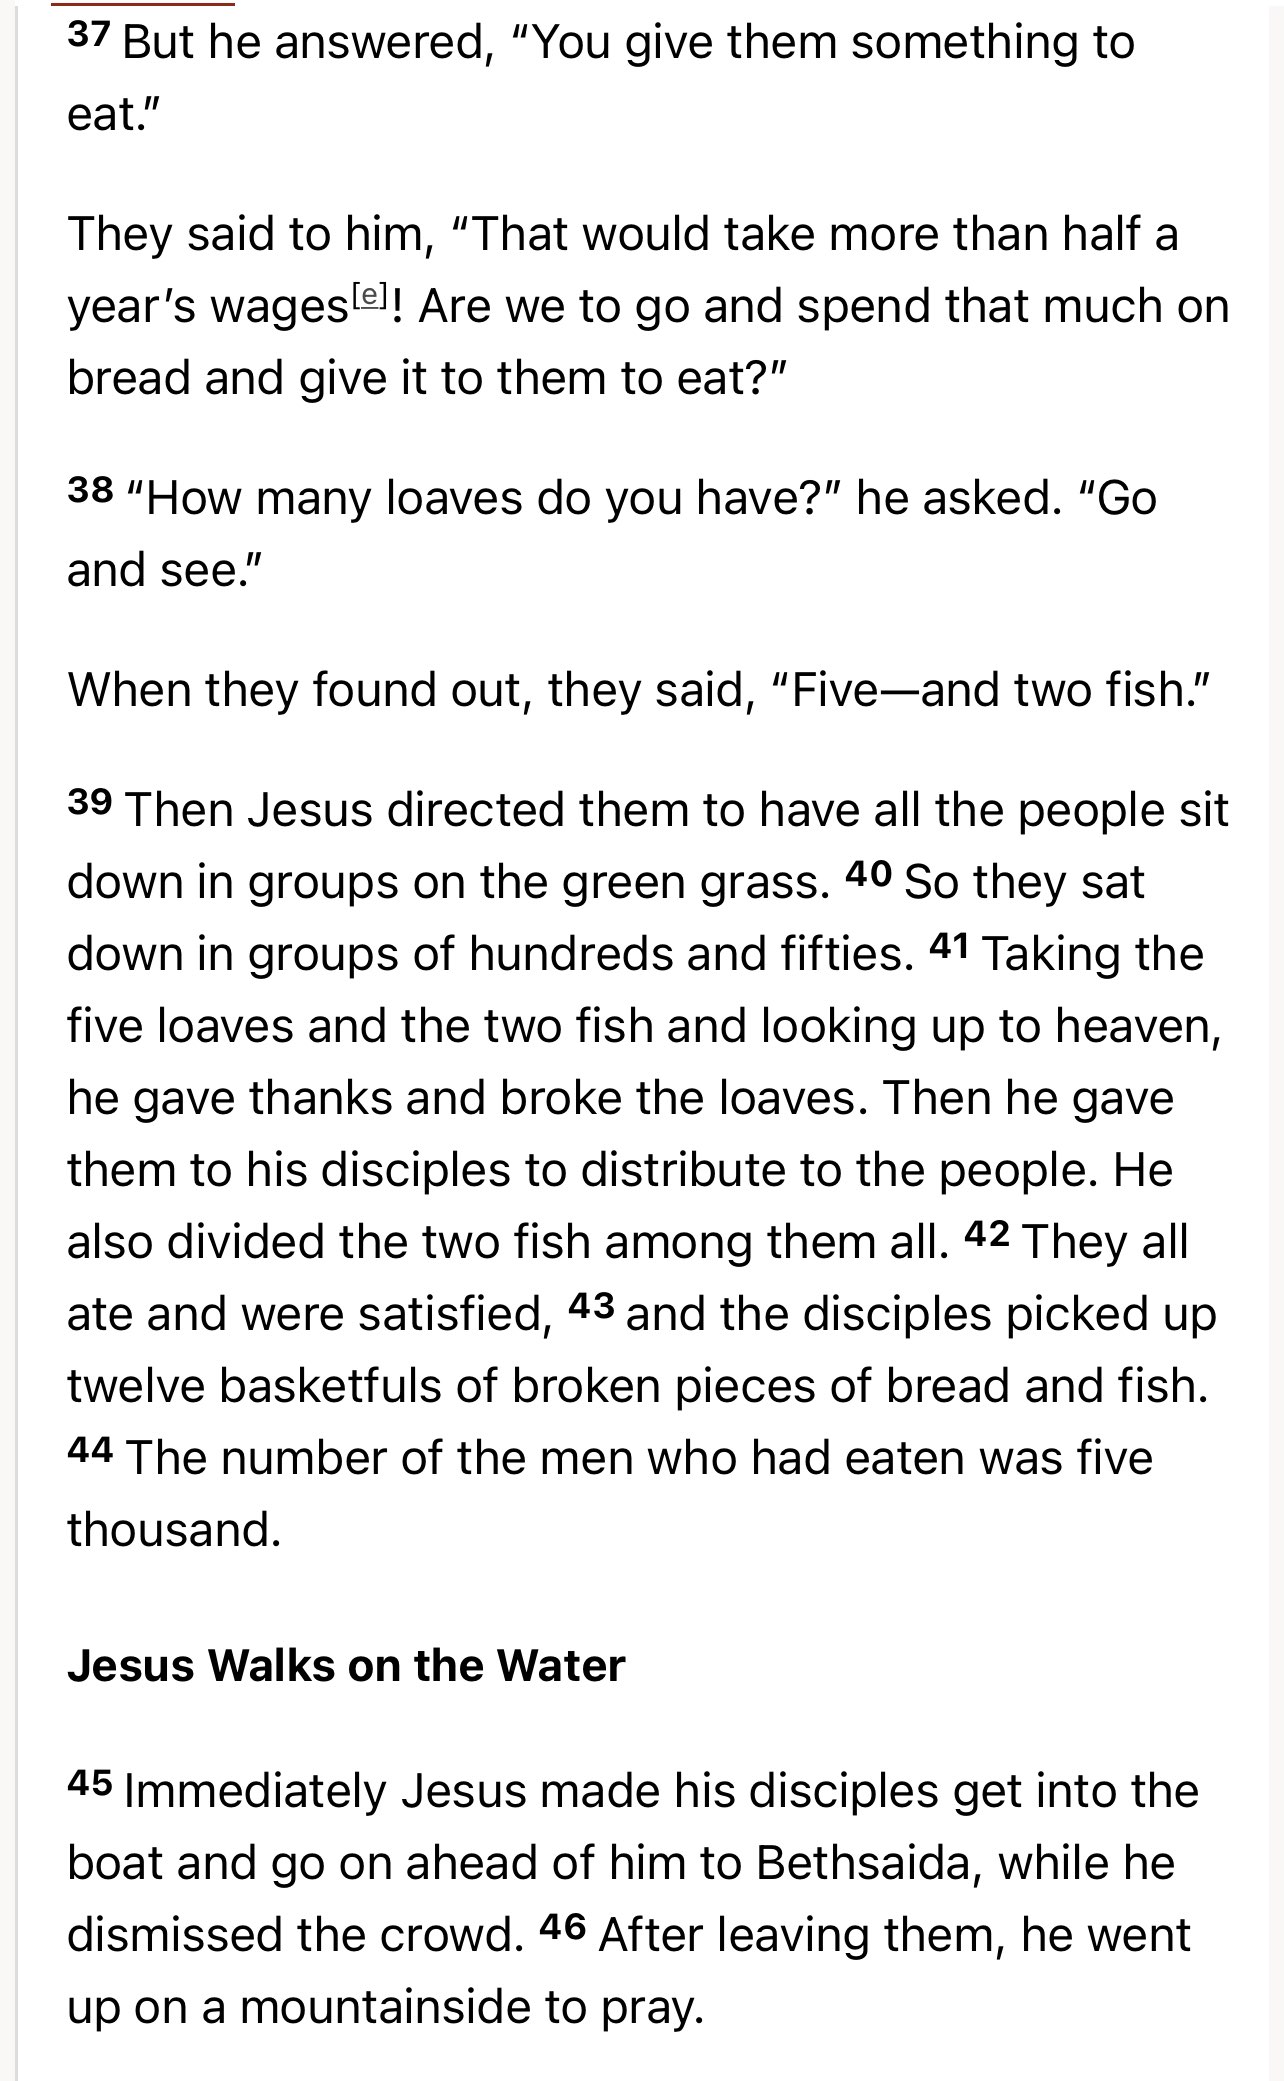 37 But he answered, “You give them something to
eat.”
They said to him, “That would take more than half a
year’s wages[e]! Are we to go and spend that much on
bread and give it to them to eat?”
38 “How many loaves do you have?” he asked. “Go
and see.”
When they found out, they said, “Five—and two fish.”
39 Then Jesus directed them to have all the people sit
down in groups on the green grass. 40 So they sat
down in groups of hundreds and fifties. 41 Taking the
five loaves and the two fish and looking up to heaven,
he gave thanks and broke the loaves. Then he gave
them to his disciples to distribute to the people. He
also divided the two fish among them all. 42 They all
ate and were satisfied, 43 and the disciples picked up
twelve basketfuls of broken pieces of bread and fish.
44 The number of the men who had eaten was five
thousand.
Jesus Walks on the Water
45 Immediately Jesus made his disciples get into the
boat and go on ahead of him to Bethsaida, while he
dismissed the crowd. 46 After leaving them, he went
up on a mountainside to pray.